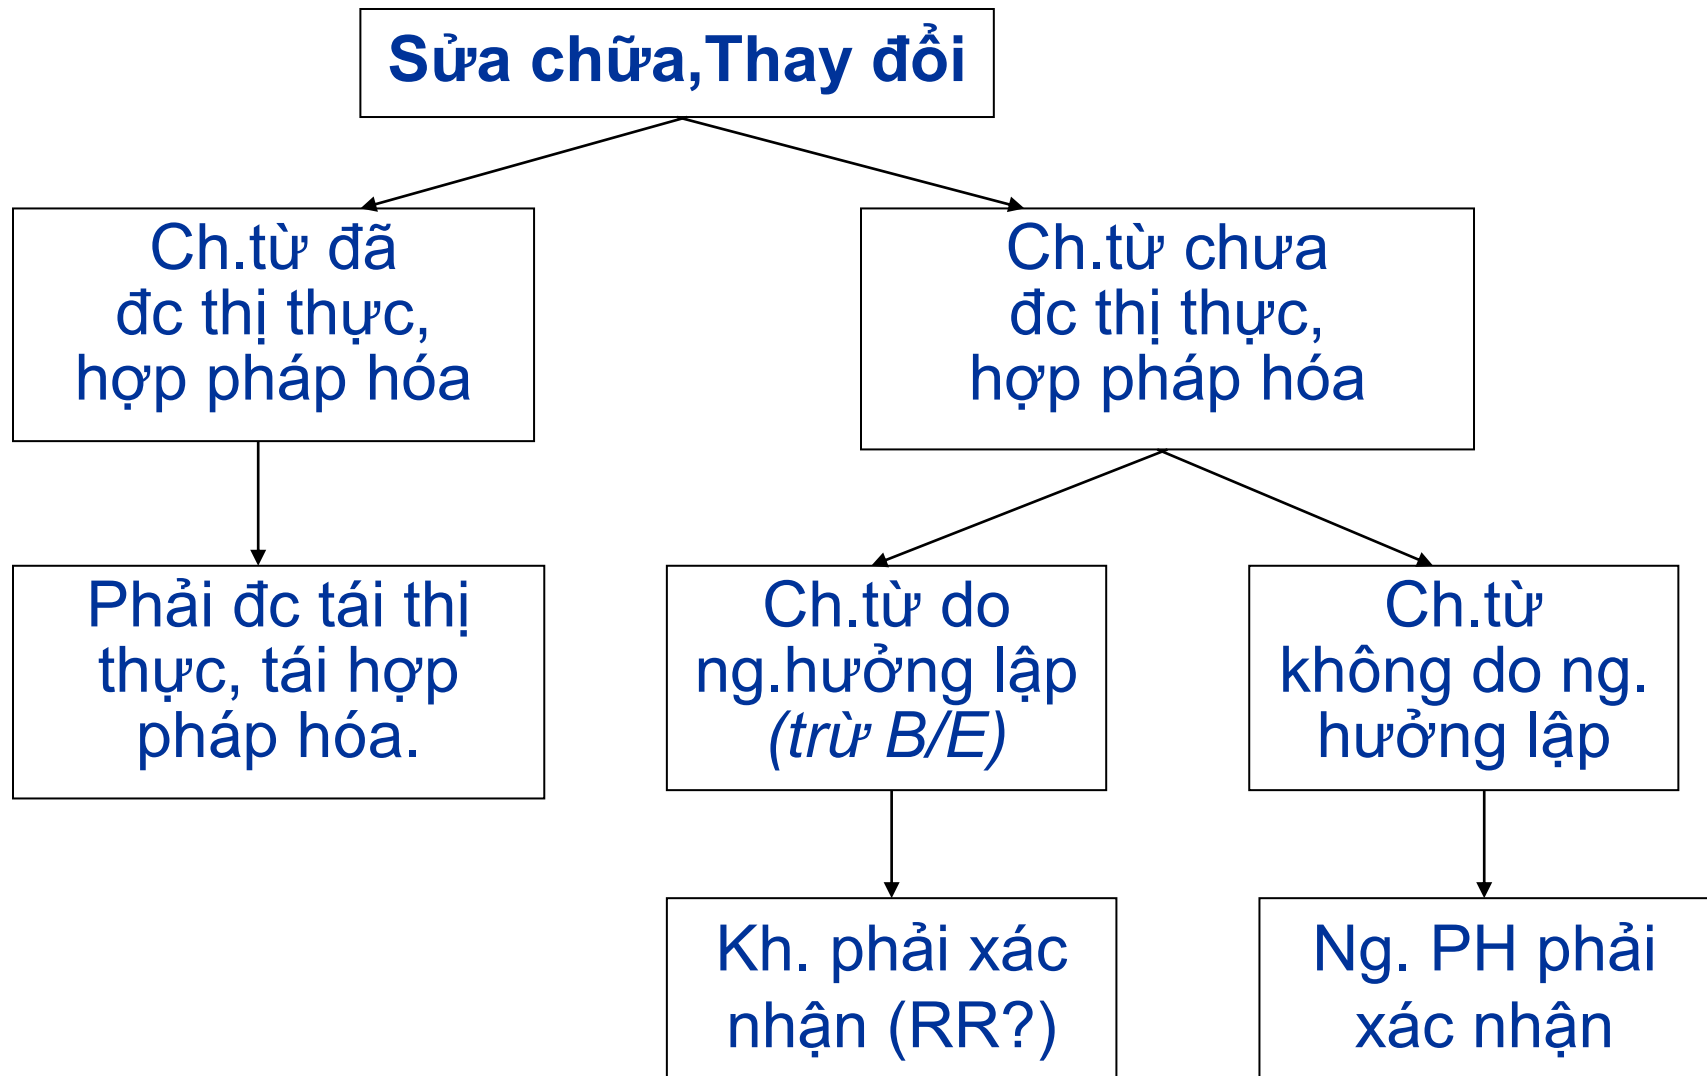 Sửa chữa,Thay đổi
Ch.từ đã
đc thị thực,
hợp pháp hóa
Ch.từ chưa
đc thị thực,
hợp pháp hóa
Phải đc tái thị
thực, tái hợp
pháp hóa.
Ch.từ do
ng.hưởng lập
(trừ B/E)
Ch.từ
không do ng.
hưởng lập
Kh. phải xác
nhận (RR?)
Ng. PH phải
xác nhận